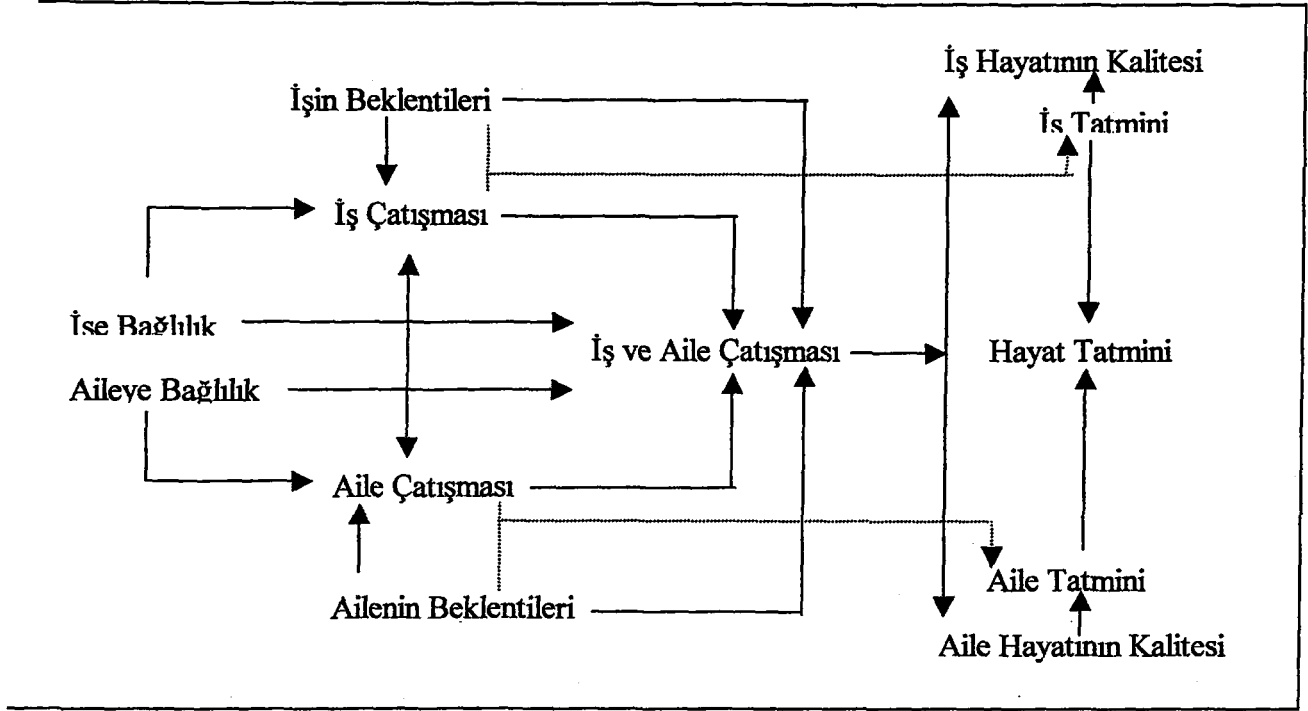 İş Hayatının Kalitesi
İşin Beklentileri
İş Tatmini
İş Çatışması
İşe Bağlılık
İş ve Aile Çatışması
Hayat Tatmini
Aileye Bağlılık
Aile Çatışması
Aile Tatmini
Ailenin Beklentileri
Aile Hayatının Kalitesi